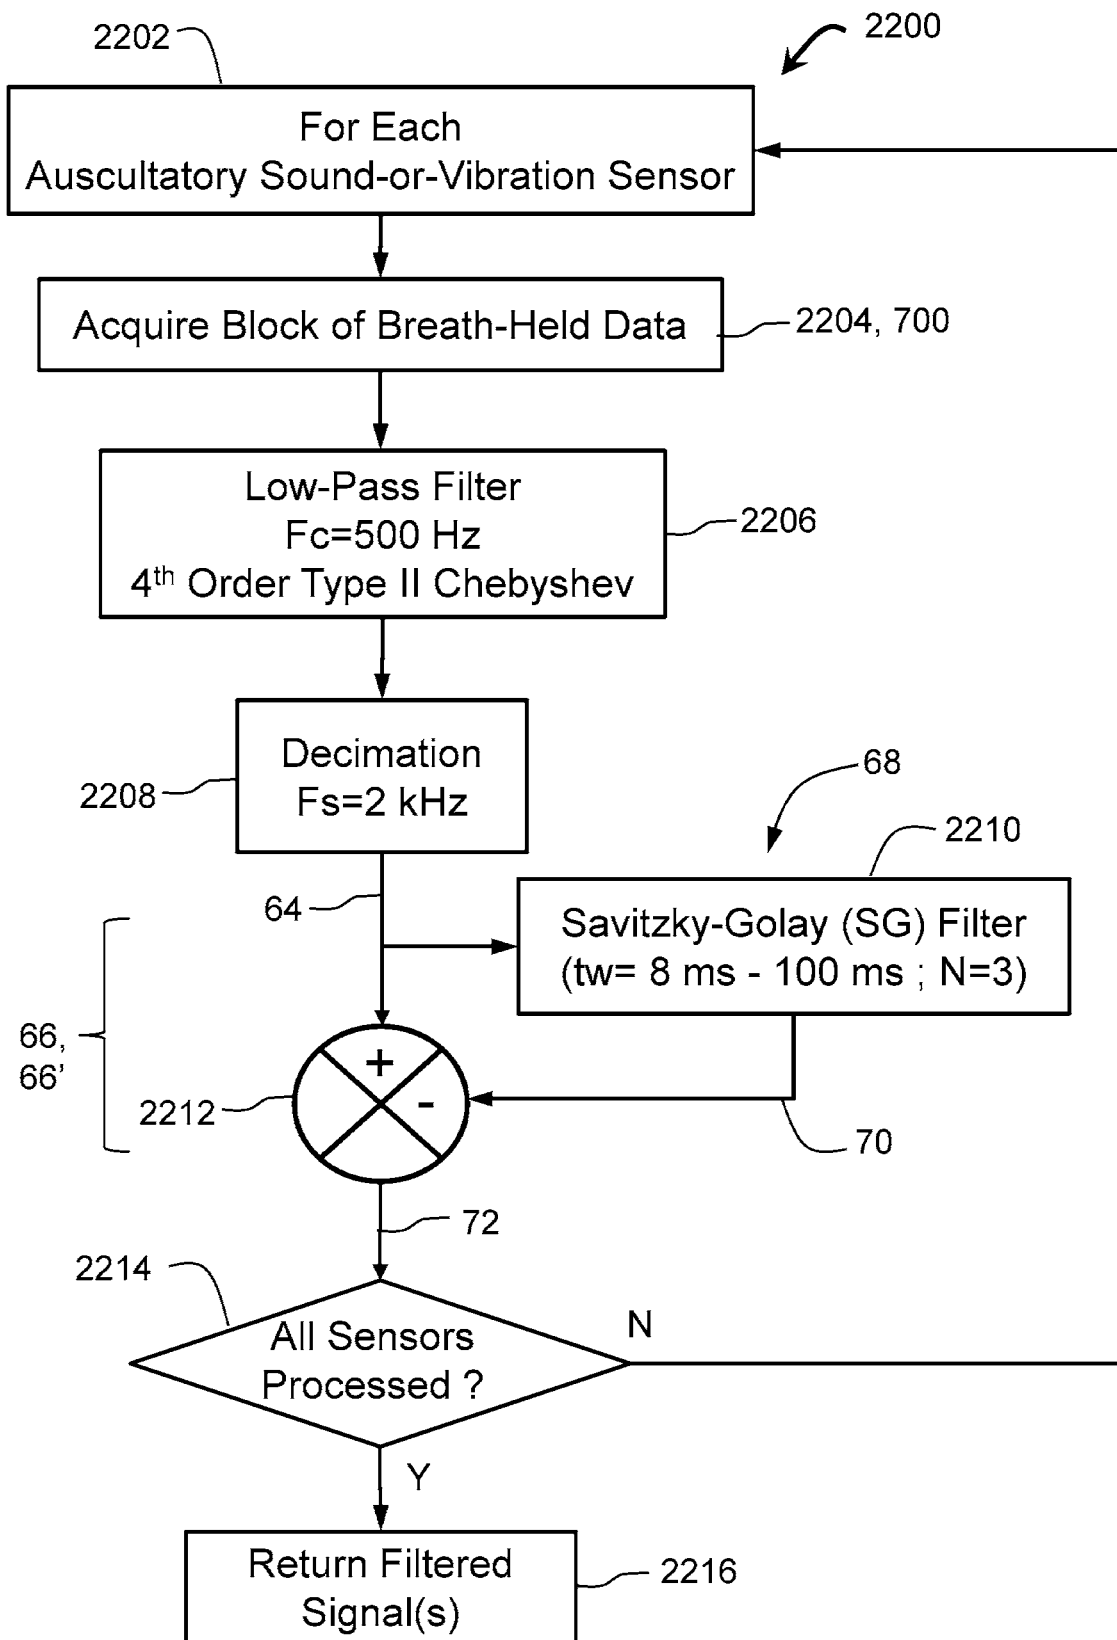 2202
2200
For Each
Auscultatory Sound-or-Vibration Sensor
Acquire Block of Breath-Held Data
2204, 700
Low-Pass Filter
Fc=500 Hz
4th Order Type II Chebyshev
2206
Decimation
Fs=2 kHz
2208
68
2210
64
Savitzky-Golay (SG) Filter
(tw= 8 ms - 100 ms ; N=3)
66,
66’
+
-
2212
70
72
2214
All Sensors
Processed ?
N
Y
Return Filtered
Signal(s)
2216